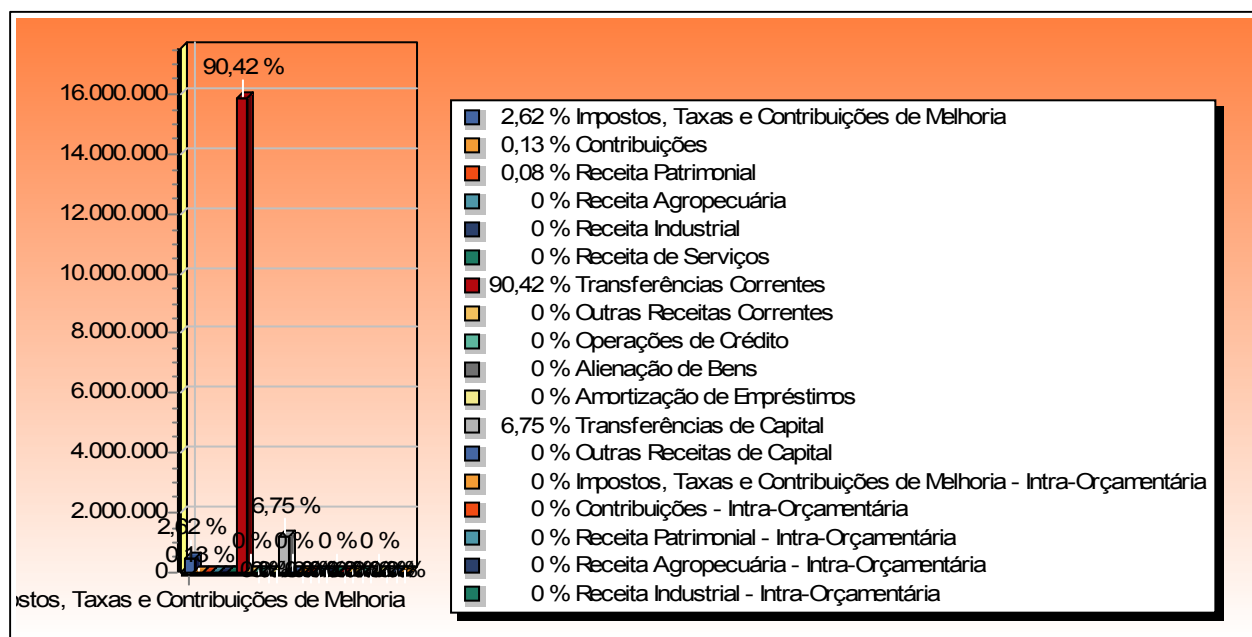 90,42 %
16.000.000
14.000.000
12.000.000
10.000.000
8.000.000
6.000.000
4.000.000
2.000.000
0
6,75 %
2,62 %
0,13 %
0 %
0 %
0 %
0 %
ostos, Taxas e Contribuições de Melhoria
2,62 % Impostos, Taxas e Contribuições de Melhoria
0,13 % Contribuições
0,08 % Receita Patrimonial
0 % Receita Agropecuária
0 % Receita Industrial
0 % Receita de Serviços
90,42 % Transferências Correntes
0 % Outras Receitas Correntes
0 % Operações de Crédito
0 % Alienação de Bens
0 % Amortização de Empréstimos
6,75 % Transferências de Capital
0 % Outras Receitas de Capital
0 % Impostos, Taxas e Contribuições de Melhoria - Intra-Orçamentária
0 % Contribuições - Intra-Orçamentária
0 % Receita Patrimonial - Intra-Orçamentária
0 % Receita Agropecuária - Intra-Orçamentária
0 % Receita Industrial - Intra-Orçamentária